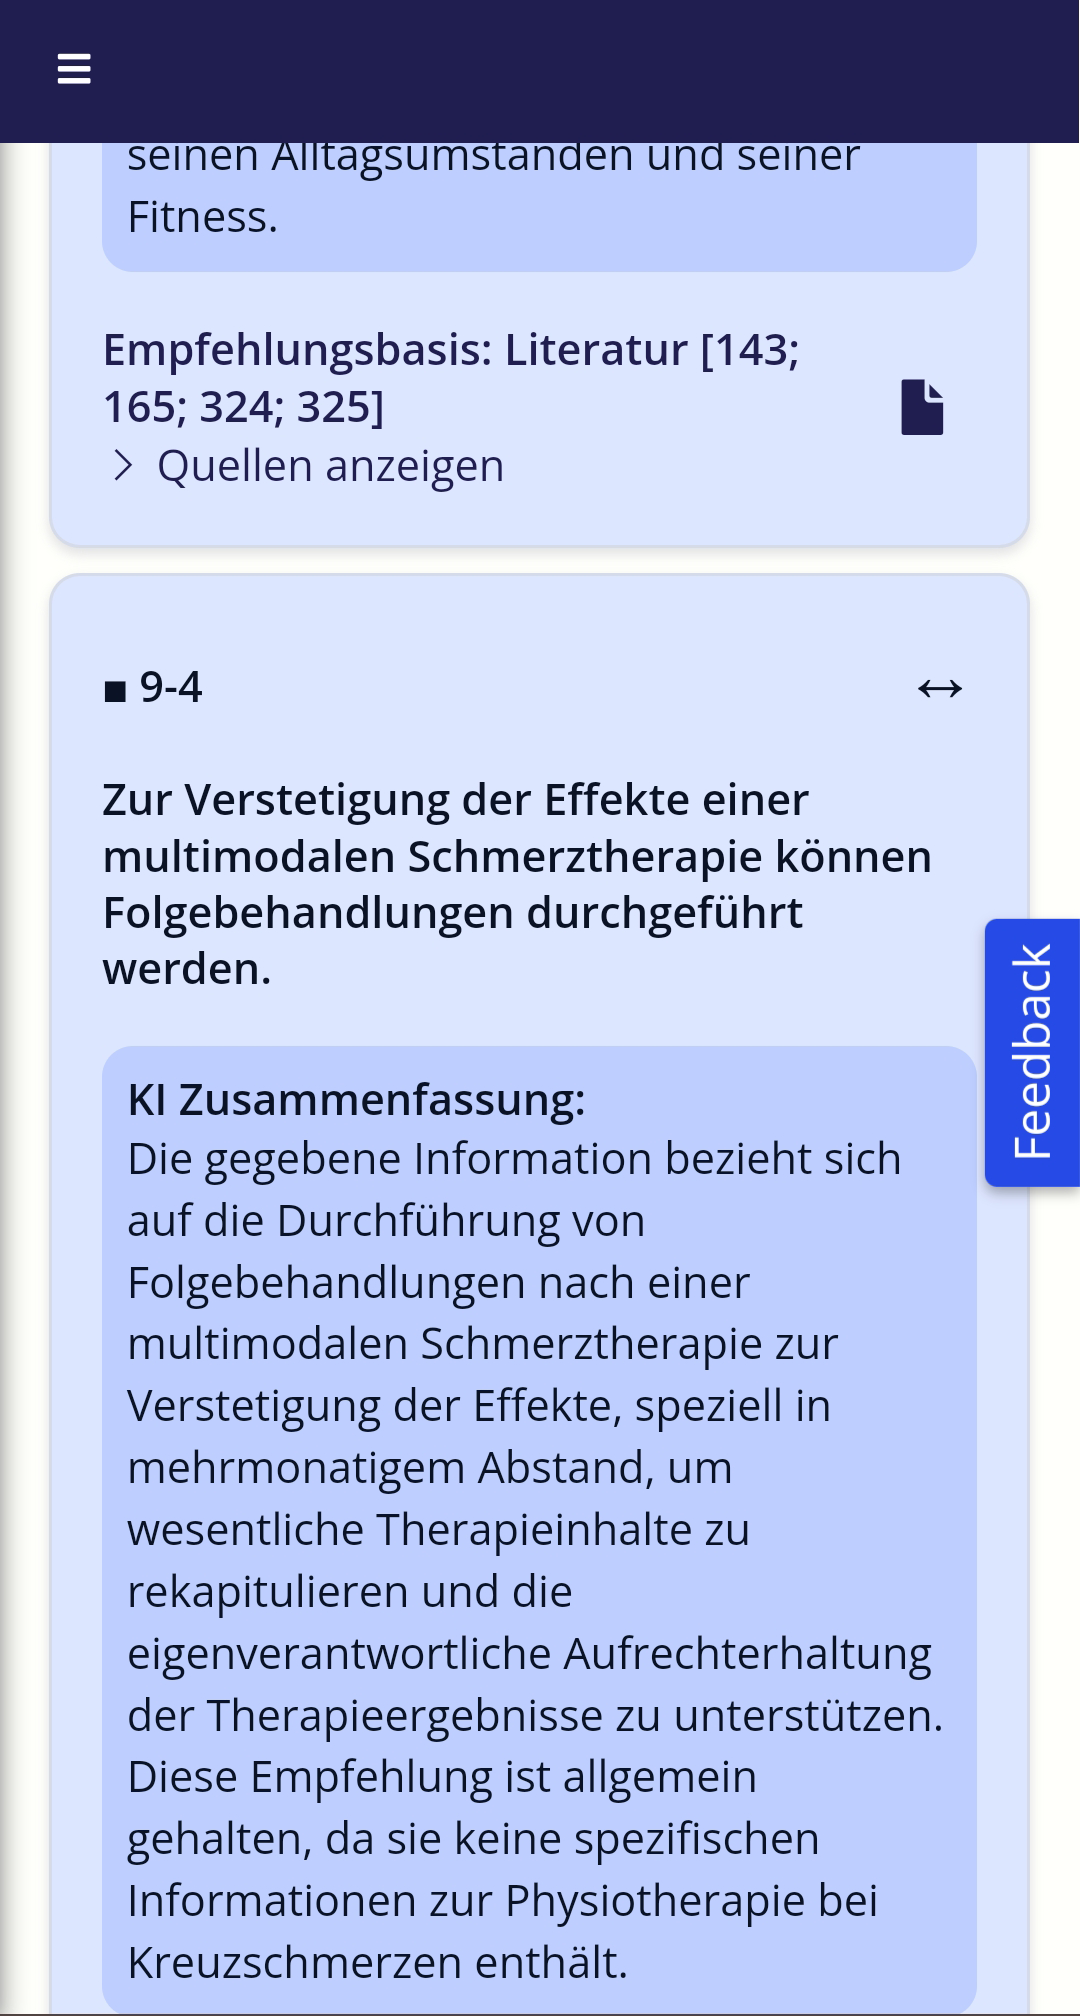 seinen Alltagsumständen und seiner
Fitness.
Empfehlungsbasis: Literatur [143;
165; 324; 325]
Quellen anzeigen
■ 9-4
↔
Zur Verstetigung der Effekte einer
multimodalen Schmerztherapie können
Folgebehandlungen durchgeführt
werden.
Feedback
KI Zusammenfassung:
Die gegebene Information bezieht sich
auf die Durchführung von
Folgebehandlungen nach einer
multimodalen Schmerztherapie zur
Verstetigung der Effekte, speziell in
mehrmonatigem Abstand, um
wesentliche Therapieinhalte zu
rekapitulieren und die
eigenverantwortliche Aufrechterhaltung
der Therapieergebnisse zu unterstützen.
Diese Empfehlung ist allgemein
gehalten, da sie keine spezifischen
Informationen zur Physiotherapie bei
Kreuzschmerzen enthält.